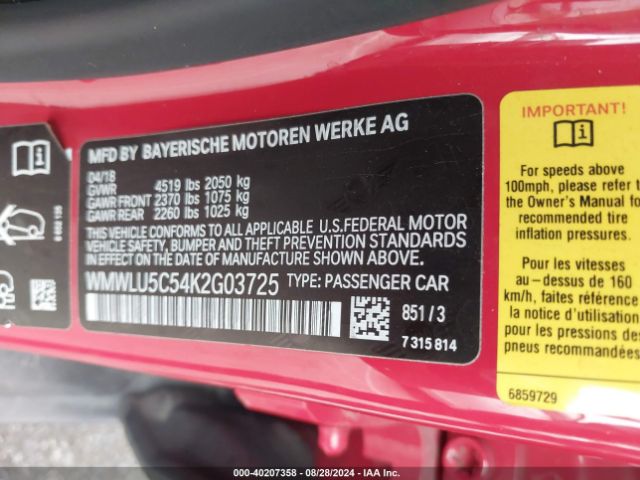 MFD BY BAYERISCHE MOTOREN WERKE AG
04/18
GVWR 4519 lbs 2050 kg
GAWR FRONT 2370 lbs 1075 kg
GAWR REAR 2260 lbs 1025 kg
THIS VEHICLE CONFORMS TO ALL APPLICABLE U.S.FEDERAL MOTOR
VEHICLE SAFETY, BUMPER AND THEFT PREVENTION STANDARDS
IN EFFECT ON THE DATE OF MANUFACTURE SHOWN ABOVE.
WMWLU5C54K2G03725 TYPE: PASSENGER CAR
851/3
7 315 814
IMPORTANT!
For speeds above
100mph, please refer to
the Owner's Manual for
recommended tire
inflation pressures.
Pour les vitesses
au - dessus de 160
km/h, faites référence
la notice d'utilisation
pour les pressions des
pneus recommandées
6859729
000-40207358 - 08/28/2024 - IAA Inc.